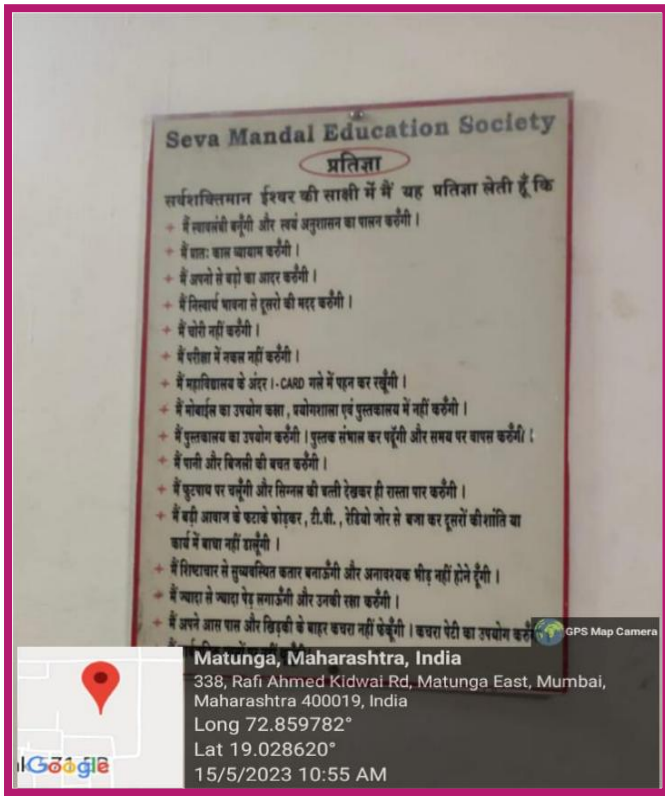 Seva Mandal Education Society
प्रतिज्ञा
सर्वशक्तिमान ईश्वर की साक्षी में मैं यह प्रतिज्ञा लेती हूँ कि
+ मैं स्वावलंबी बनूँगी और स्वयं अनुशासन का पालन करुँगी ।
+ मैं प्रातः काल व्यायाम करुँगी ।
+ मैं अपनो से बड़ो का आदर करुँगी ।
+ मैं निस्वार्थ भावना से दूसरो की मदद करुँगी ।
+ मैं चोरी नहीं करुँगी ।
+ मैं परीक्षा में नकल नहीं करुँगी ।
+ मैं महाविद्यालय के अंदर I-CARD गले में पहन कर रखूँगी ।
+ मैं मोबाईल का उपयोग कक्षा , प्रयोगशाला एवं पुस्तकालय में नहीं करुँगी ।
+ मैं पुस्तकालय का उपयोग करुँगी । पुस्तक संभाल कर पढूँगी और समय पर वापस करुँगी ।
+ मैं पानी और बिजली की बचत करुँगी ।
+ मैं फुटपाथ पर चलूँगी और सिग्नल की बत्ती देखकर ही रास्ता पार करुँगी ।
+ मैं बड़ी आवाज के फटाके फोड़कर , टी.वी. , रेडियो जोर से बजा कर दूसरों की शांति या
कार्य में बाधा नहीं डालूँगी ।
+ मैं शिष्टाचार से सुव्यवस्थित कतार बनाऊँगी और अनावश्यक भीड़ नहीं होने दूँगी ।
+ मैं ज्यादा से ज्यादा पेड़ लगाऊँगी और उनकी रक्षा करुँगी ।
+ मैं अपने आस पास और खिड़की के बाहर कचरा नहीं फेकूँगी । कचरा पेटी का उपयोग
GPS Map Camera
Matunga, Maharashtra, India
338, Rafi Ahmed Kidwai Rd, Matunga East, Mumbai,
Maharashtra 400019, India
Long 72.859782°
Lat 19.028620°
15/5/2023 10:55 AM
Google